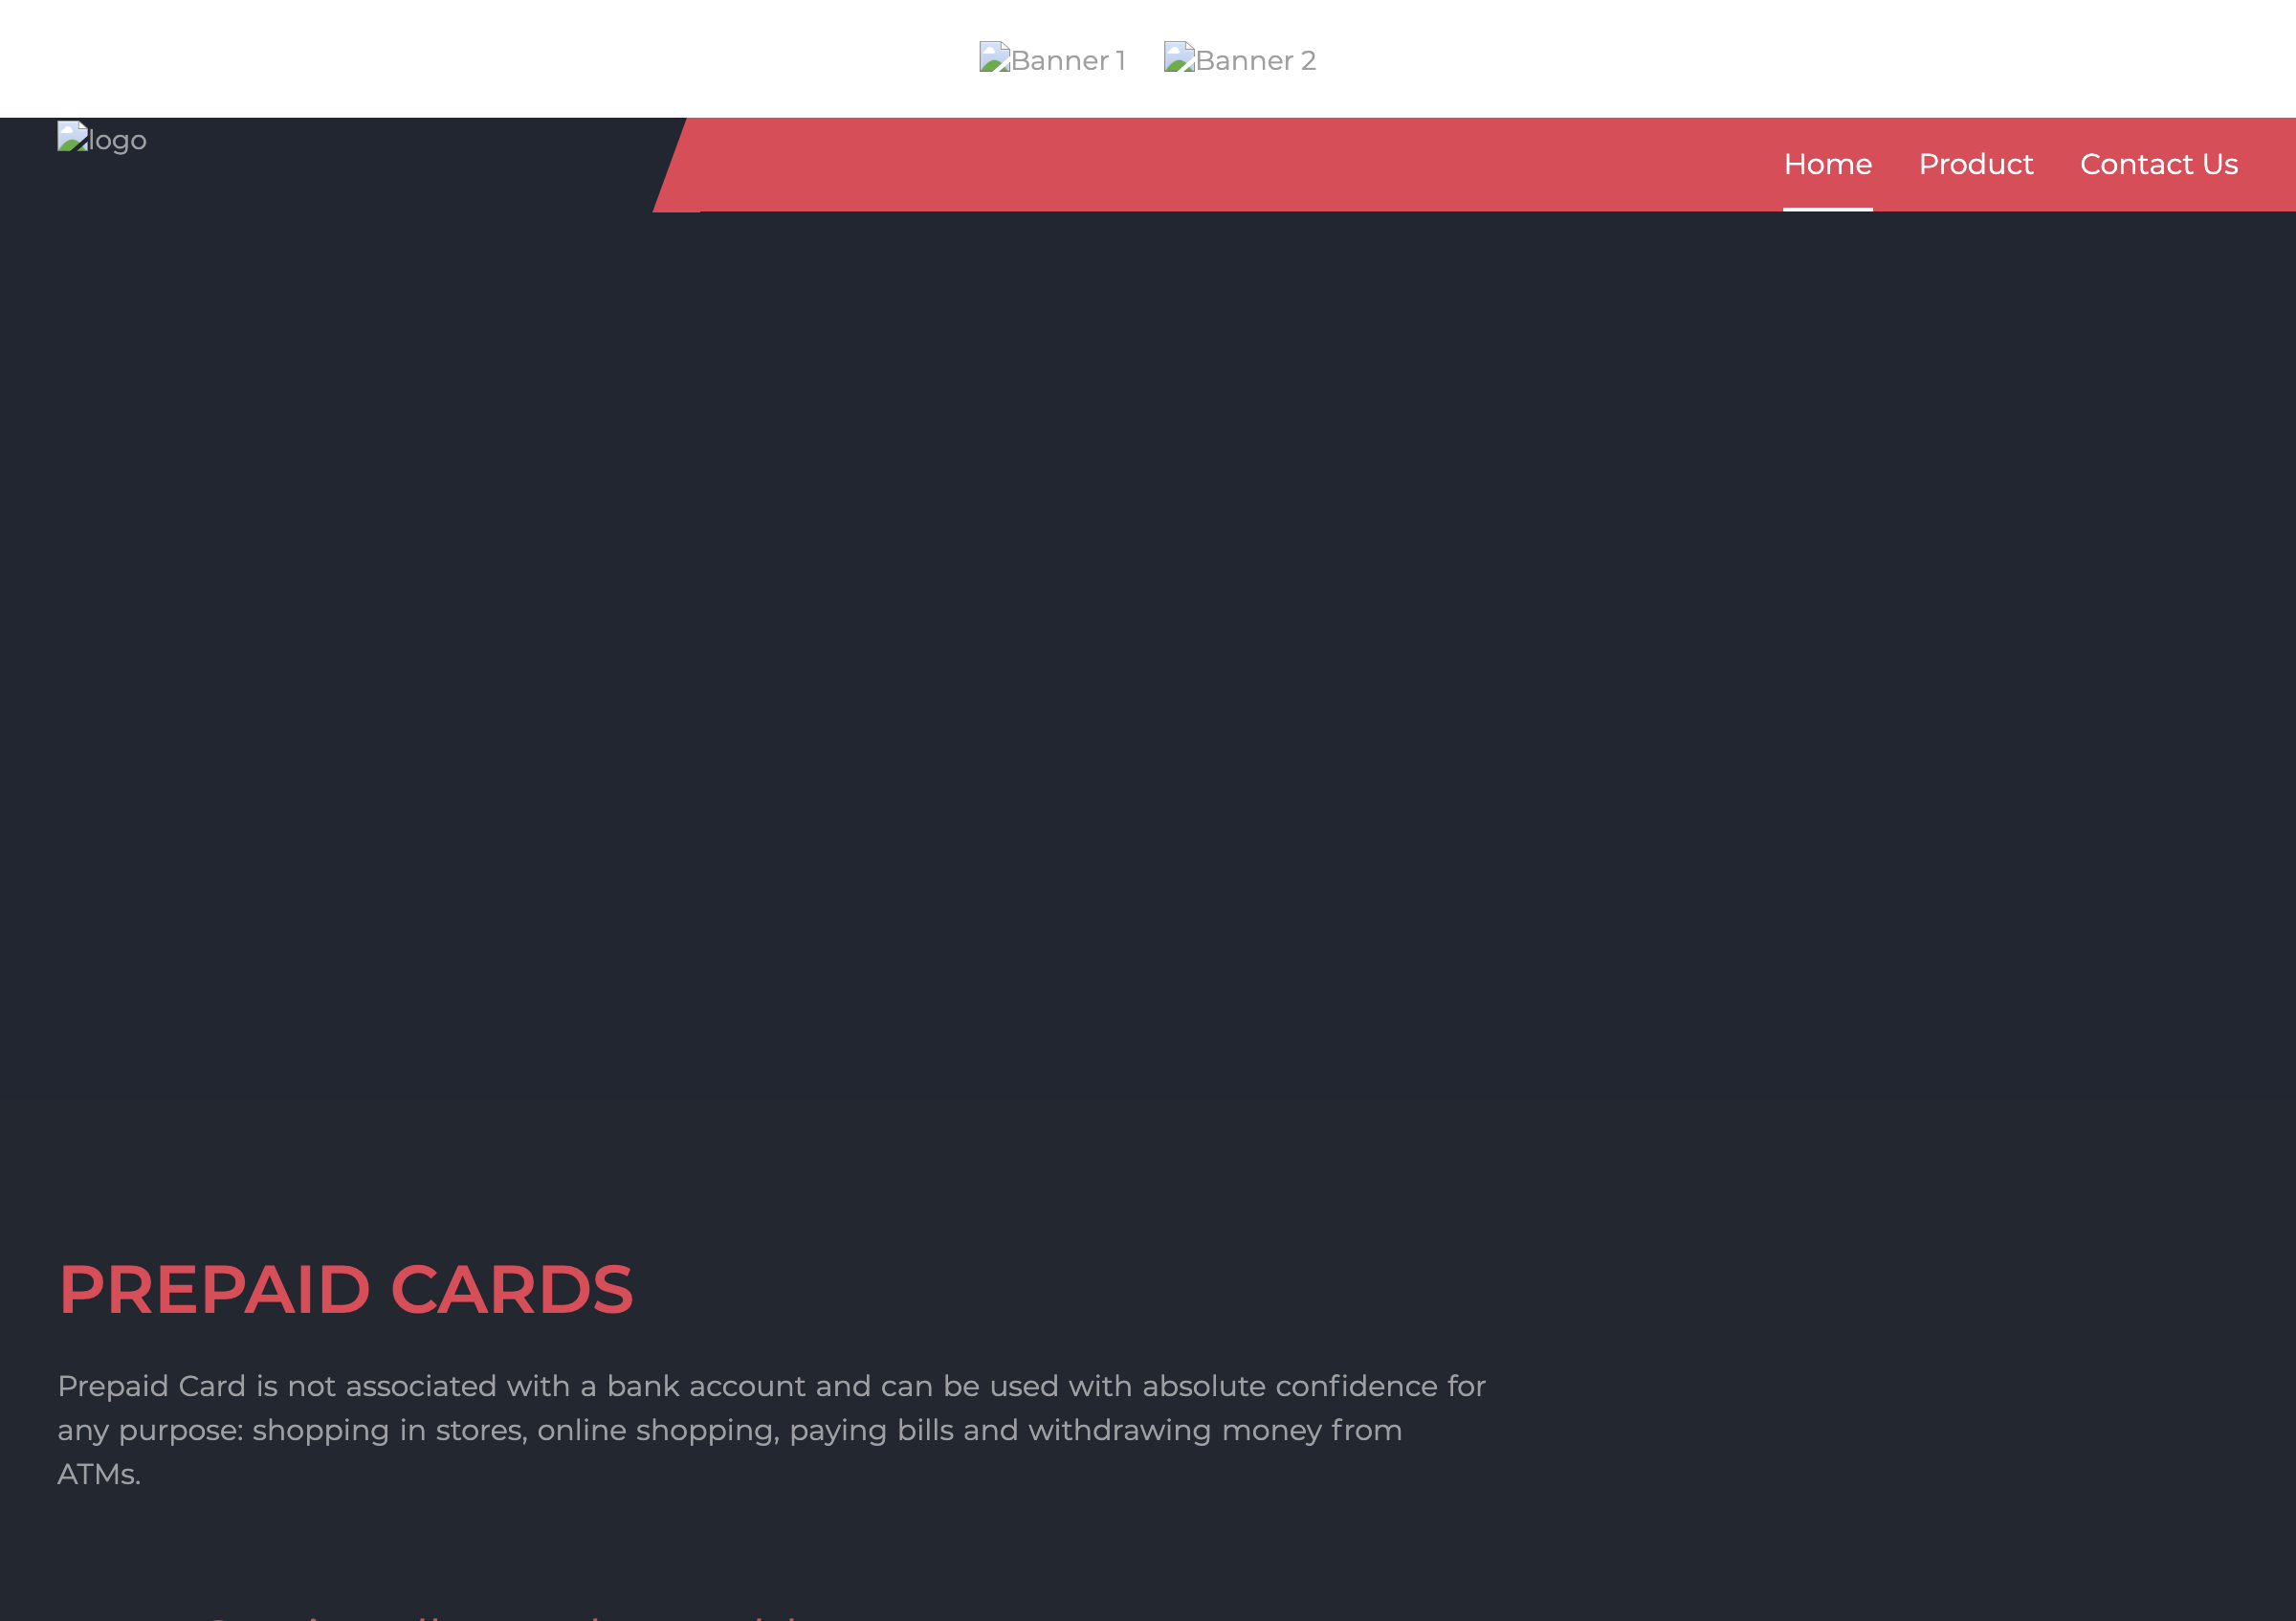 Banner 1 Banner 2
logo
Home Product Contact Us
PREPAID CARDS
Prepaid Card is not associated with a bank account and can be used with absolute confidence for
any purpose: shopping in stores, online shopping, paying bills and withdrawing money from
ATMs.